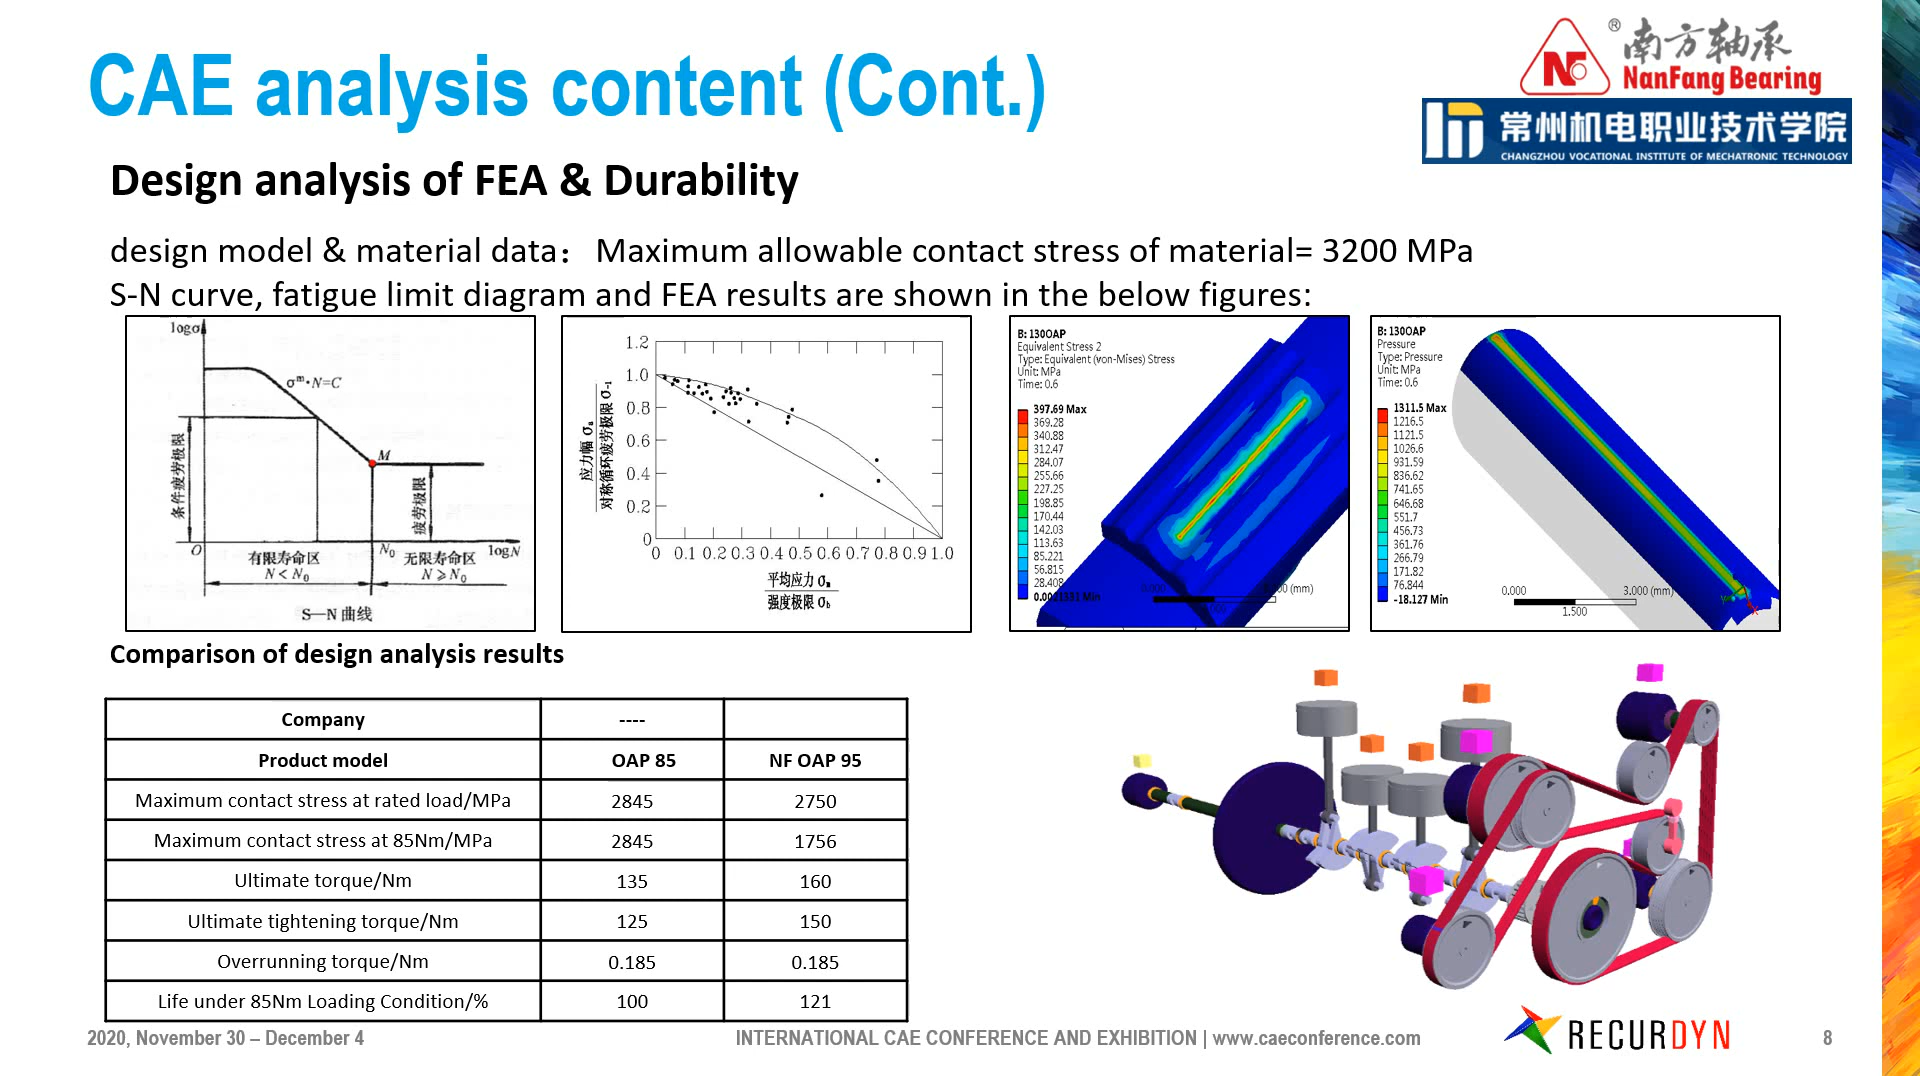 CAE analysis content (Cont.)
® 南方轴承
NF NanFang Bearing
常州机电职业技术学院
CHANGZHOU VOCATIONAL INSTITUTE OF MECHATRONIC TECHNOLOGY
Design analysis of FEA & Durability
design model & material data： Maximum allowable contact stress of material= 3200 MPa
S-N curve, fatigue limit diagram and FEA results are shown in the below figures:
logσ
σᵐ·N=C
M
条件疲劳极限
疲劳极限
O
N₀
logN
有限寿命区
N<N₀
无限寿命区
N⩾N₀
S—N 曲线
1.2
1.0
0.8
0.6
0.4
0.2
0
应力幅 σₐ
对称循环疲劳极限 σ₋₁
0 0.1 0.2 0.3 0.4 0.5 0.6 0.7 0.8 0.9 1.0
平均应力 σₘ
强度极限 σb
B: 130OAP
Equivalent Stress 2
Type: Equivalent (von-Mises) Stress
Unit: MPa
Time: 0.6
397.69 Max
369.28
340.88
312.47
284.07
255.66
227.25
198.85
170.44
142.03
113.63
85.221
56.815
28.408
Min
0.000
(mm)
B: 130OAP
Pressure
Type: Pressure
Unit: MPa
Time: 0.6
1311.5 Max
1216.5
1121.5
1026.6
931.59
836.62
741.65
646.68
551.7
456.73
361.76
266.79
171.82
76.844
-18.127 Min
0.000 3.000 (mm)
1.500
X
Comparison of design analysis results
Company ----
Product model OAP 85 NF OAP 95
Maximum contact stress at rated load/MPa 2845 2750
Maximum contact stress at 85Nm/MPa 2845 1756
Ultimate torque/Nm 135 160
Ultimate tightening torque/Nm 125 150
Overrunning torque/Nm 0.185 0.185
Life under 85Nm Loading Condition/% 100 121
2020, November 30 – December 4
INTERNATIONAL CAE CONFERENCE AND EXHIBITION | www.caeconference.com
RECURDYN
8